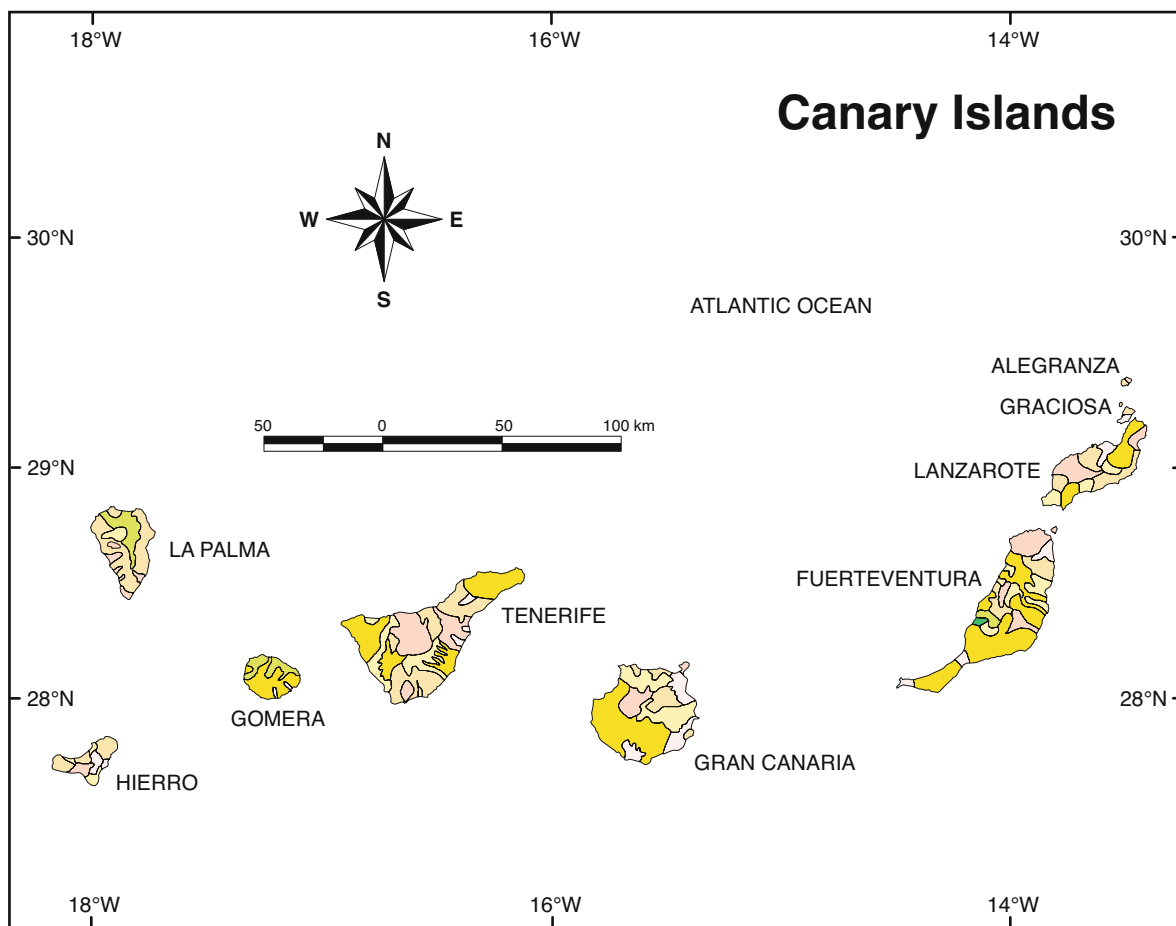 18°W 16°W 14°W
Canary Islands
N
W E
S
30°N 30°N
ATLANTIC OCEAN
ALEGRANZA
GRACIOSA
50 0 50 100 km
29°N
LANZAROTE
LA PALMA
FUERTEVENTURA
TENERIFE
28°N 28°N
GOMERA
GRAN CANARIA
HIERRO
18°W 16°W 14°W